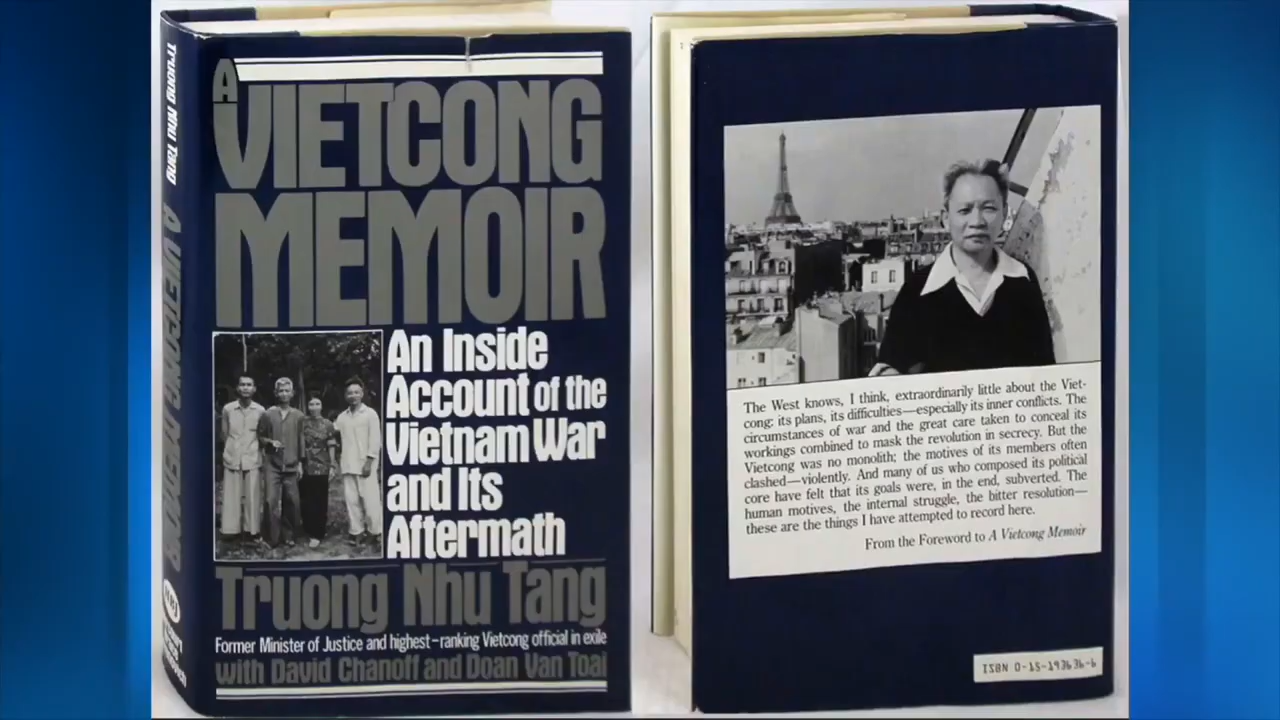 Truong Nhu Tang
A VIETCONG MEMOIR
A
VIETCONG
MEMOIR
An Inside
Account of the
Vietnam War
and Its
Aftermath
Truong Nhu Tang
Former Minister of Justice and highest-ranking Vietcong official in exile
with David Chanoff and Doan Van Toai
The West knows, I think, extraordinarily little about the Viet-
cong: its plans, its difficulties—especially its inner conflicts. The
circumstances of war and the great care taken to conceal its
workings combined to mask the revolution in secrecy. But the
Vietcong was no monolith; the motives of its members often
clashed—violently. And many of us who composed its political
core have felt that its goals were, in the end, subverted. The
human motives, the internal struggle, the bitter resolution—
these are the things I have attempted to record here.
From the Foreword to A Vietcong Memoir
ISBN 0-15-193636-6